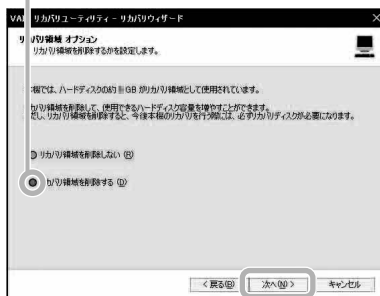 リカバリユーティリティ - リカバリウィザード
リカバリ領域 オプション
リカバリ領域を削除するかを設定します。
本機では、ハードディスクの約 GB がリカバリ領域として使用されています。
リカバリ領域を削除して、使用できるハードディスク容量を増やすことができます。
ただし、リカバリ領域を削除すると、今後本機のリカバリを行う際には、必ずリカバリディスクが必要になります。
リカバリ領域を削除しない (R)
リカバリ領域を削除する (D)
< 戻る(B)
次へ(N) >
キャンセル